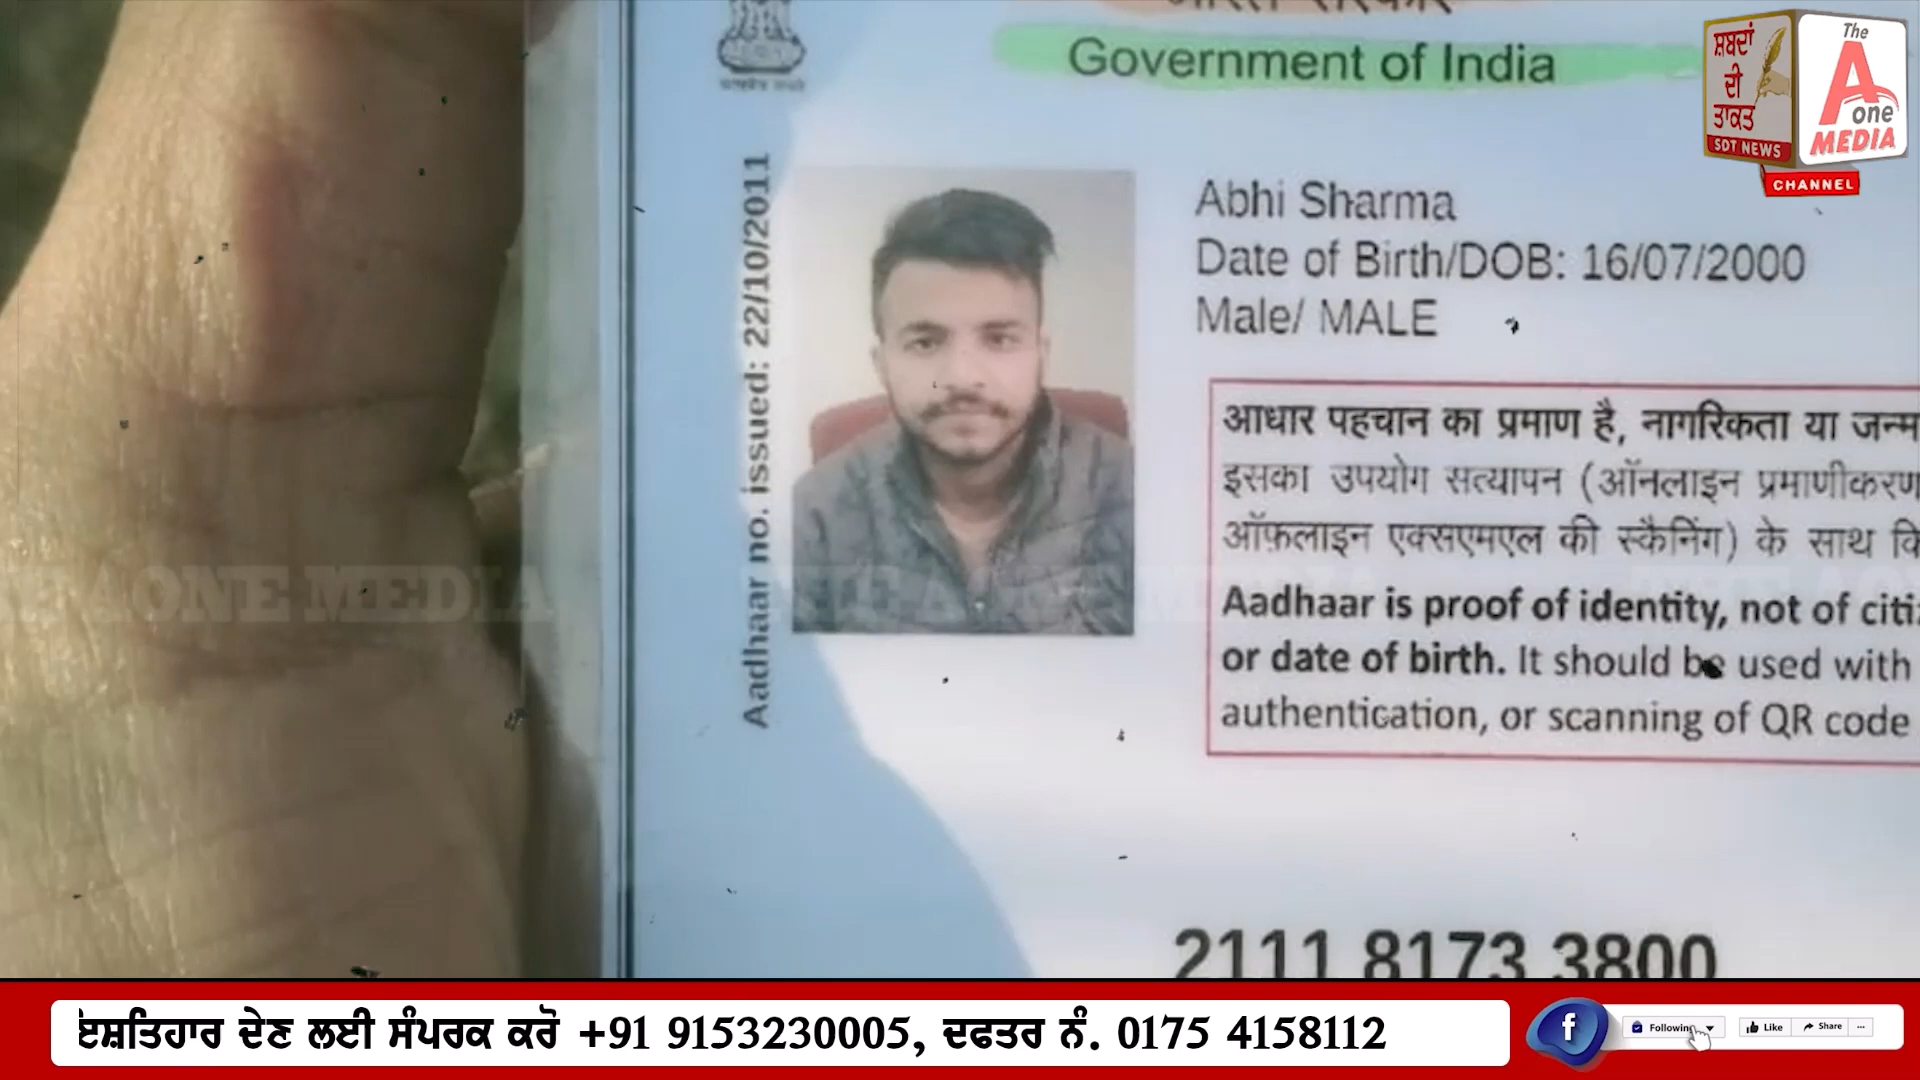 Government of India
ਸ਼ਬਦਾਂ
ਦੀ
ਤਾਕਤ
SDT NEWS
The
A
one
MEDIA
CHANNEL
Aadhaar no. issued: 22/10/2011
Abhi Sharma
Date of Birth/DOB: 16/07/2000
Male/ MALE
आधार पहचान का प्रमाण है, नागरिकता या जन्म
इसका उपयोग सत्यापन (ऑनलाइन प्रमाणीकरण
ऑफ़लाइन एक्सएमएल की स्कैनिंग) के साथ
Aadhaar is proof of identity, not of
or date of birth. It should be used with
authentication, or scanning of QR code
A ONE MEDIA
2111 8173 3800
ਇਸ਼ਤਿਹਾਰ ਦੇਣ ਲਈ ਸੰਪਰਕ ਕਰੋ +91 9153230005, ਦਫਤਰ ਨੰ. 0175 4158112
f Following Like Share